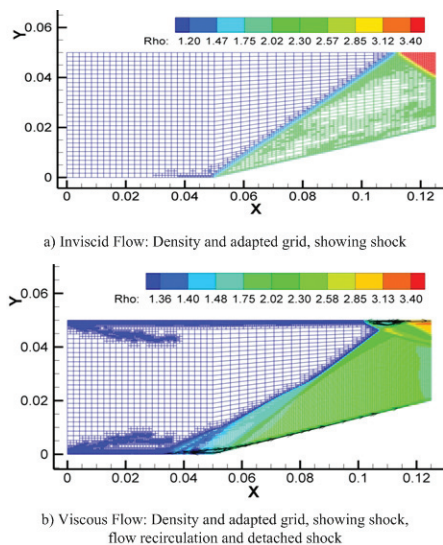 Rho: 1.20 1.47 1.75 2.02 2.30 2.57 2.85 3.12 3.40
Y
0.06
0.04
0.02
0
0 0.02 0.04 0.06 0.08 0.1 0.12
X
a) Inviscid Flow: Density and adapted grid, showing shock
Rho: 1.36 1.40 1.48 1.75 2.02 2.30 2.58 2.85 3.13 3.40
Y
0.06
0.04
0.02
0
0 0.02 0.04 0.06 0.08 0.1 0.12
X
b) Viscous Flow: Density and adapted grid, showing shock,
flow recirculation and detached shock